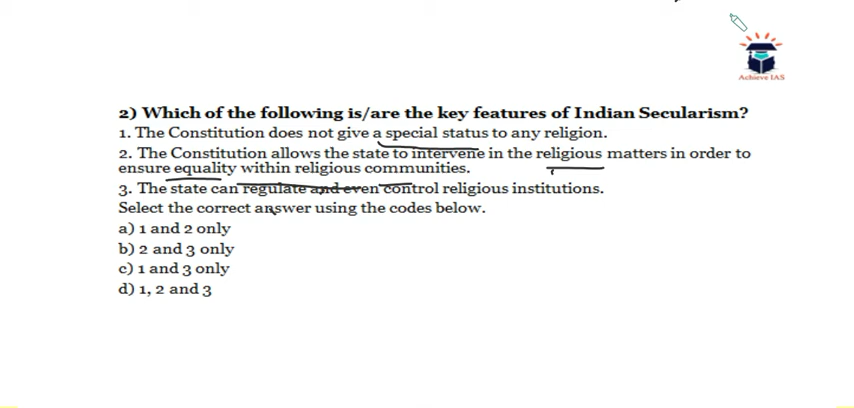 Achieve IAS
2) Which of the following is/are the key features of Indian Secularism?
1. The Constitution does not give a special status to any religion.
2. The Constitution allows the state to intervene in the religious matters in order to
ensure equality within religious communities.
3. The state can regulate and even control religious institutions.
Select the correct answer using the codes below.
a) 1 and 2 only
b) 2 and 3 only
c) 1 and 3 only
d) 1, 2 and 3